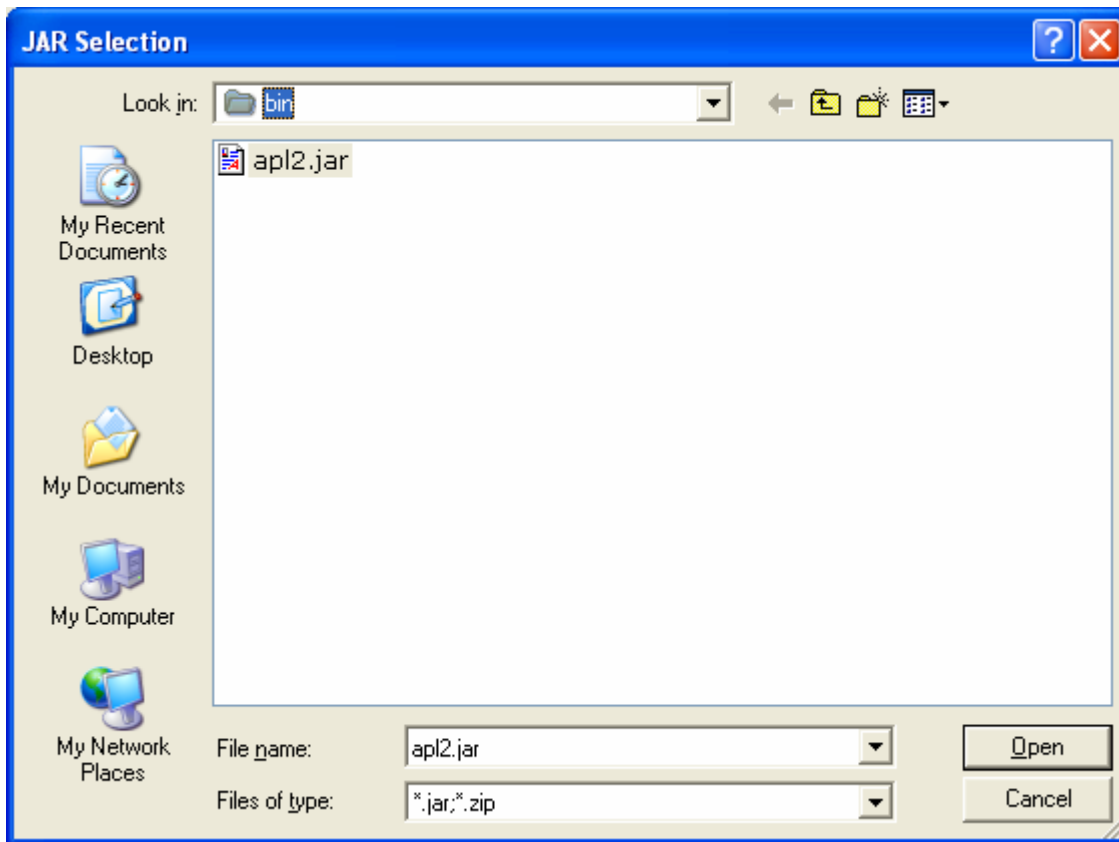 JAR Selection
Look in:
bin
apl2.jar
My Recent
Documents
Desktop
My Documents
My Computer
My Network
Places
File name:
apl2.jar
Open
Files of type:
*.jar;*.zip
Cancel